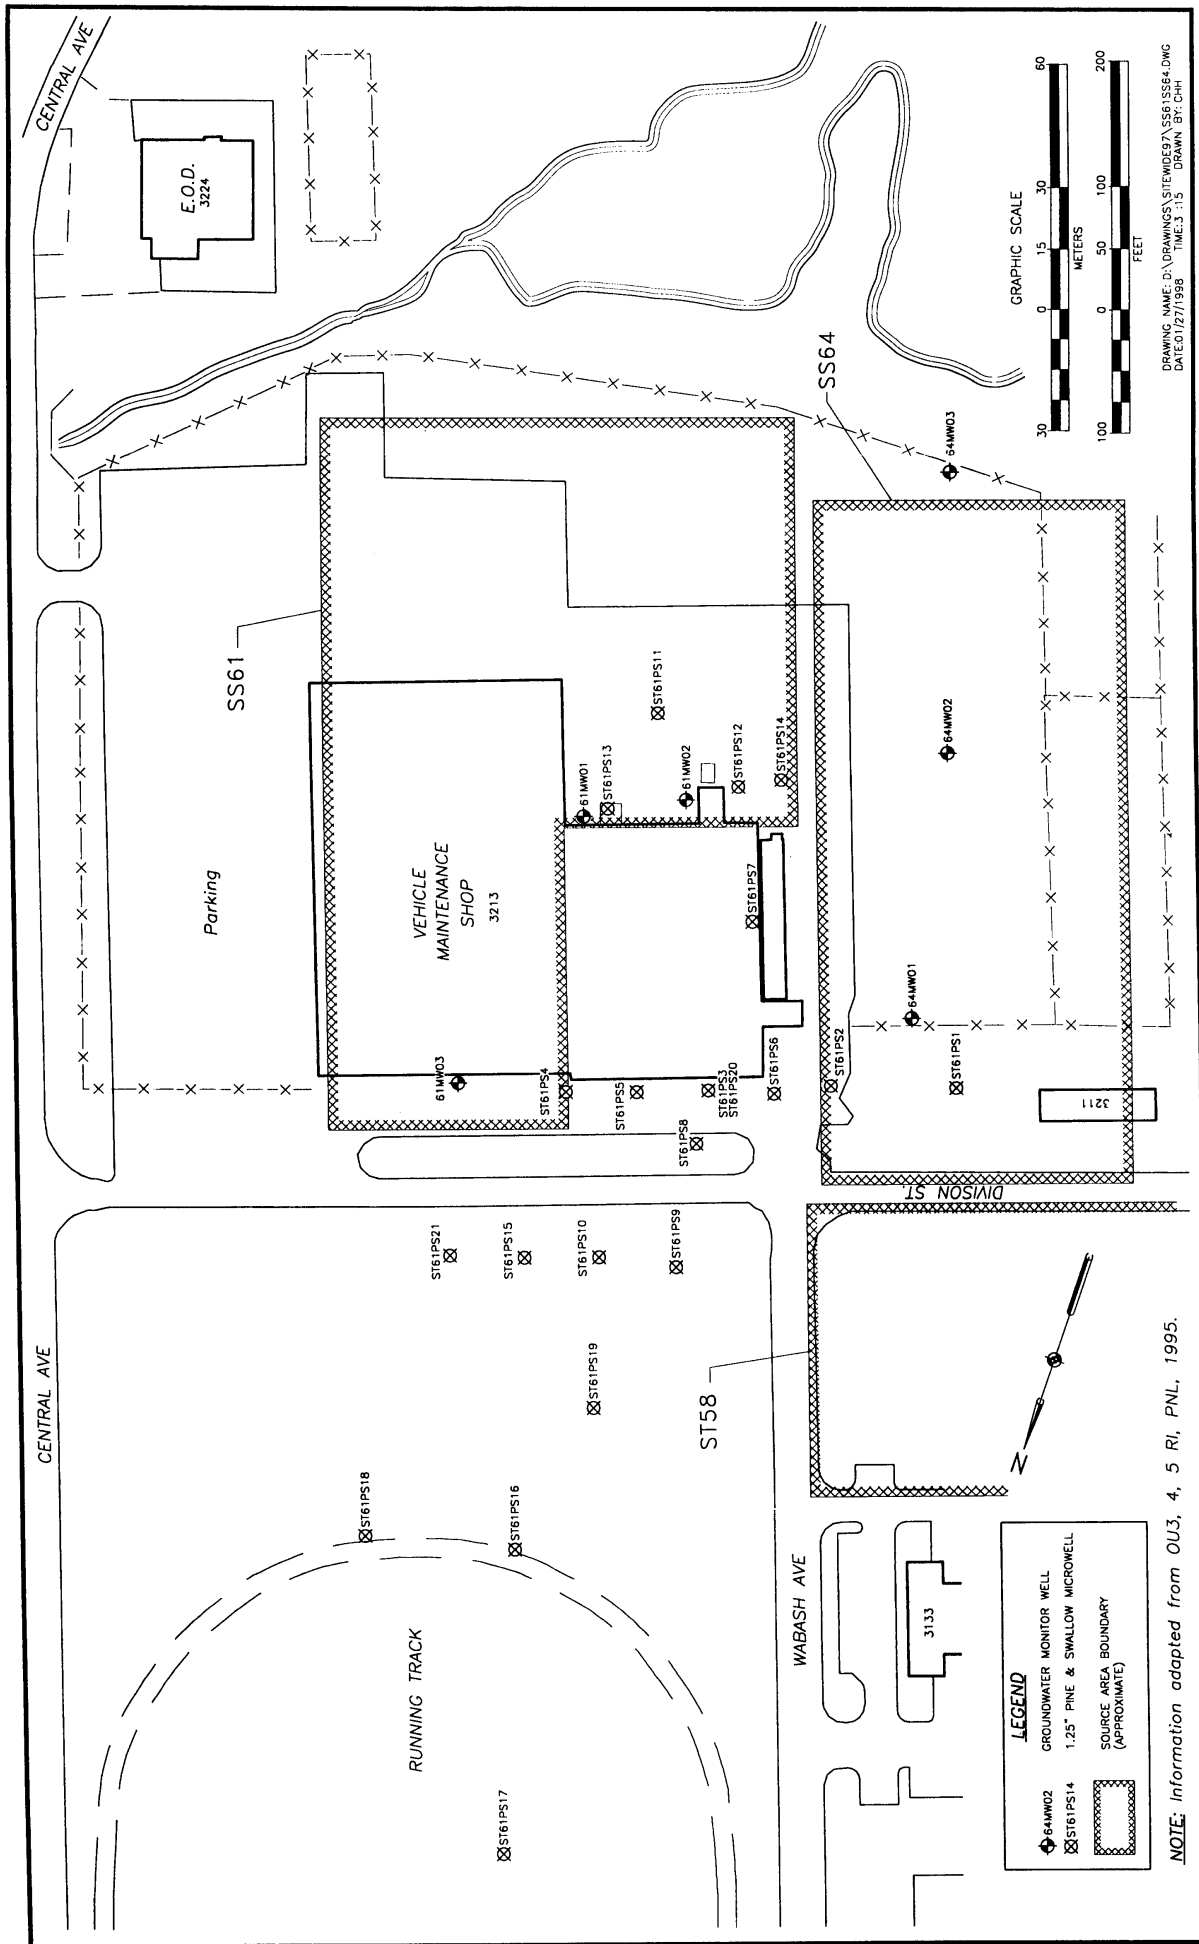 CENTRAL AVE
CENTRAL AVE
E.O.D.
3224
SS61
Parking
VEHICLE
MAINTENANCE
SHOP
3213
61MW03
61MW01
ST61PS13
61MW02
ST61PS11
ST61PS12
ST61PS14
ST61PS7
ST61PS4
ST61PS5
ST61PS3
ST61PS20
ST61PS6
ST61PS8
ST61PS21
ST61PS15
ST61PS10
ST61PS9
ST61PS19
ST61PS18
ST61PS16
RUNNING TRACK
ST61PS17
SS64
64MW03
64MW02
64MW01
ST61PS2
ST61PS1
3211
DIVISON ST.
ST58
WABASH AVE
3133
N
GRAPHIC SCALE
30 0 15 30 60
METERS
100 0 50 100 200
FEET
LEGEND
64MW02 GROUNDWATER MONITOR WELL
ST61PS14 1.25" PINE & SWALLOW MICROWELL
SOURCE AREA BOUNDARY
(APPROXIMATE)
NOTE: Information adapted from OU3, 4, 5 RI, PNL, 1995.
DRAWING NAME: D:\DRAWINGS\SITEWIDE97\SS61SS64.DWG
DATE:01/27/1998 TIME:3 :15 DRAWN BY: CHH